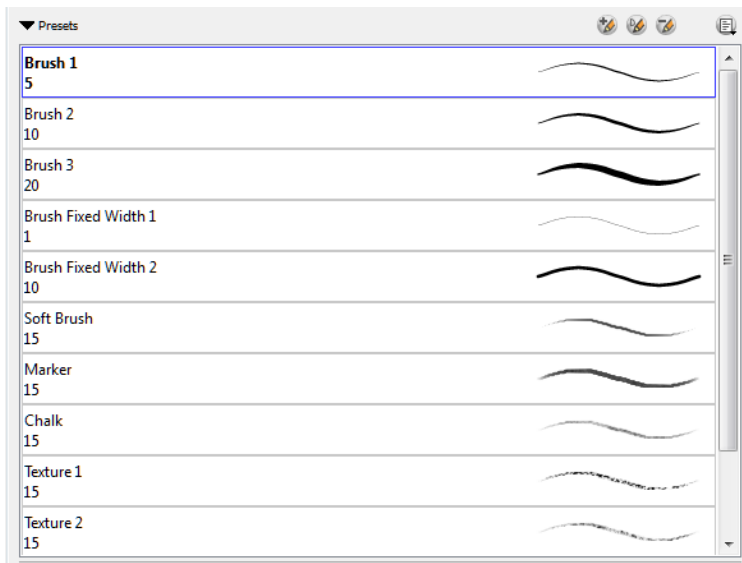 Presets
Brush 1
5
Brush 2
10
Brush 3
20
Brush Fixed Width 1
1
Brush Fixed Width 2
10
Soft Brush
15
Marker
15
Chalk
15
Texture 1
15
Texture 2
15